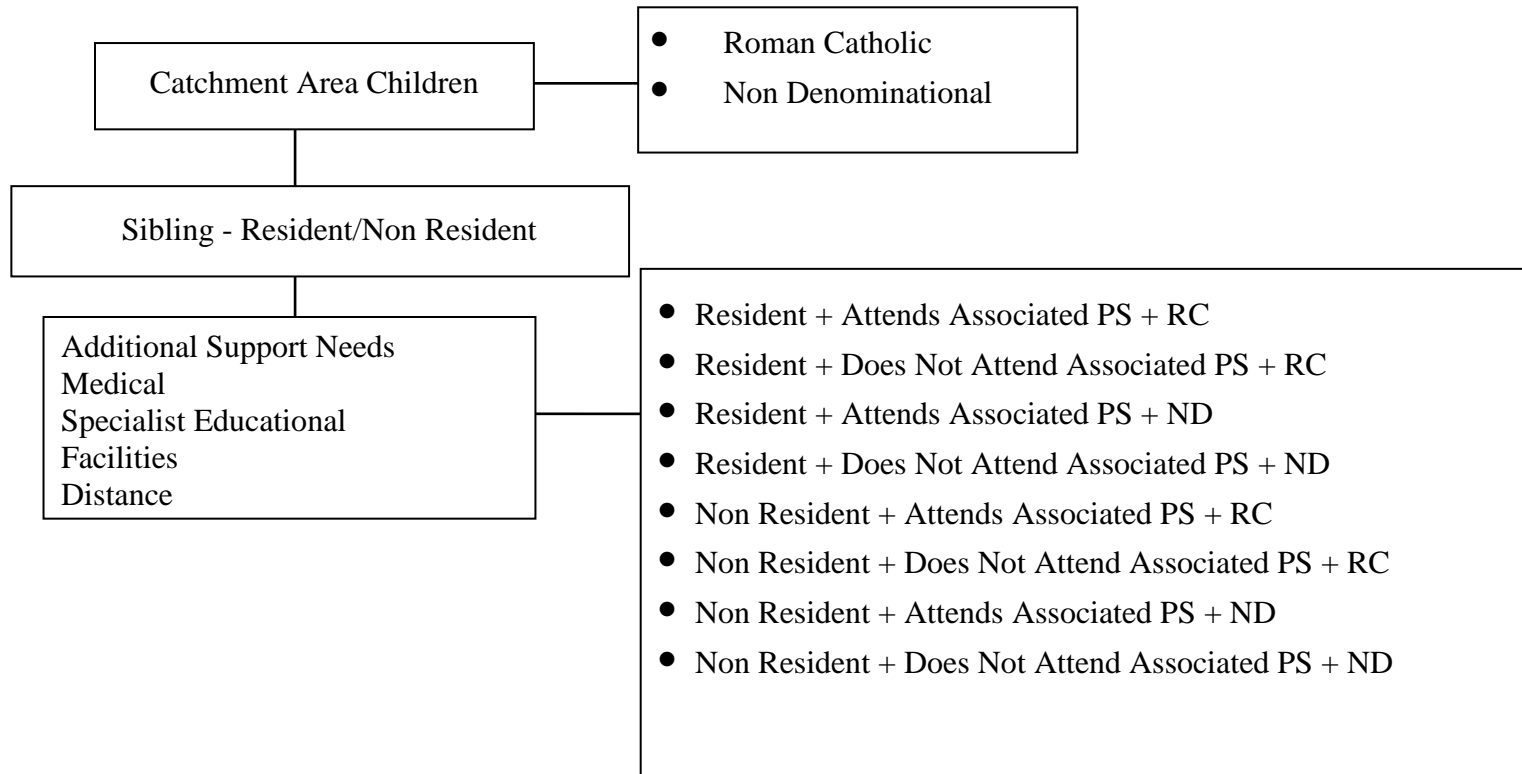 Catchment Area Children
● Roman Catholic
● Non Denominational
Sibling - Resident/Non Resident
Additional Support Needs
Medical
Specialist Educational
Facilities
Distance
● Resident + Attends Associated PS + RC
● Resident + Does Not Attend Associated PS + RC
● Resident + Attends Associated PS + ND
● Resident + Does Not Attend Associated PS + ND
● Non Resident + Attends Associated PS + RC
● Non Resident + Does Not Attend Associated PS + RC
● Non Resident + Attends Associated PS + ND
● Non Resident + Does Not Attend Associated PS + ND